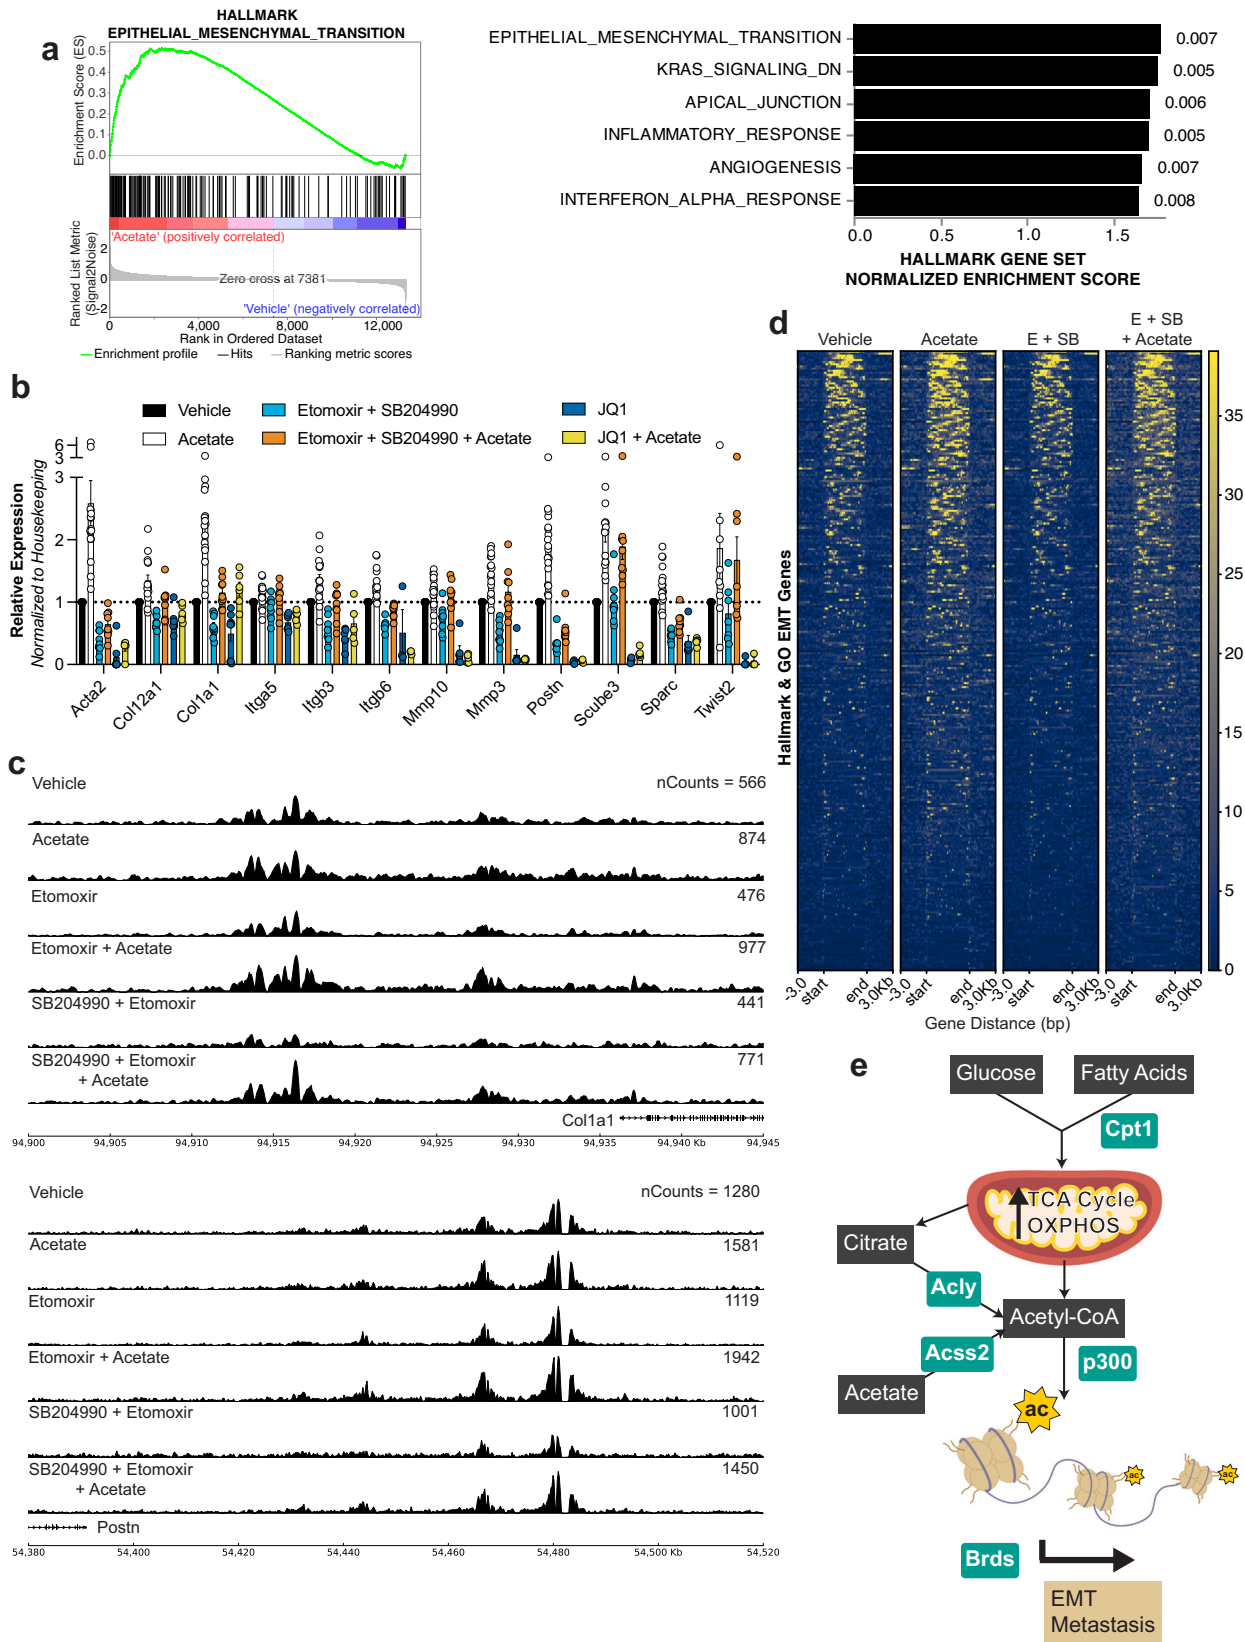 a
HALLMARK
EPITHELIAL_MESENCHYMAL_TRANSITION
Enrichment Score (ES)
0.5
0.4
0.3
0.2
0.1
0.0
'Acetate' (positively correlated)
Ranked List Metric
(Signal2Noise)
2
0
-2
Zero cross at 7381
'Vehicle' (negatively correlated)
0
4,000
8,000
12,000
Rank in Ordered Dataset
Enrichment profile
Hits
Ranking metric scores
EPITHELIAL_MESENCHYMAL_TRANSITION
0.007
KRAS_SIGNALING_DN
0.005
APICAL_JUNCTION
0.006
INFLAMMATORY_RESPONSE
0.005
ANGIOGENESIS
0.007
INTERFERON_ALPHA_RESPONSE
0.008
0.0
0.5
1.0
1.5
HALLMARK GENE SET
NORMALIZED ENRICHMENT SCORE
b
Vehicle
Acetate
Etomoxir + SB204990
Etomoxir + SB204990 + Acetate
JQ1
JQ1 + Acetate
Relative Expression
Normalized to Housekeeping
6
3
3
2
1
0
Acta2
Col12a1
Col1a1
Itga5
Itgb3
Itgb6
Mmp10
Mmp3
Postn
Scube3
Sparc
Twist2
c
Vehicle
nCounts = 566
Acetate
874
Etomoxir
476
Etomoxir + Acetate
977
SB204990 + Etomoxir
441
SB204990 + Etomoxir
+ Acetate
771
Col1a1
94,900
94,905
94,910
94,915
94,920
94,925
94,930
94,935
94,940 Kb
94,945
Vehicle
nCounts = 1280
Acetate
1581
Etomoxir
1119
Etomoxir + Acetate
1942
SB204990 + Etomoxir
1001
SB204990 + Etomoxir
+ Acetate
1450
Postn
54,380
54,400
54,420
54,440
54,460
54,480
54,500 Kb
54,520
d
Vehicle
Acetate
E + SB
E + SB
+ Acetate
Hallmark & GO EMT Genes
35
30
25
20
15
10
5
0
-3.0
start
end
3.0Kb
-3.0
start
end
3.0Kb
-3.0
start
end
3.0Kb
-3.0
start
end
3.0Kb
Gene Distance (bp)
e
Glucose
Fatty Acids
Cpt1
TCA Cycle
OXPHOS
Citrate
Acly
Acetyl-CoA
Acss2
p300
Acetate
ac
ac
ac
Brds
EMT
Metastasis